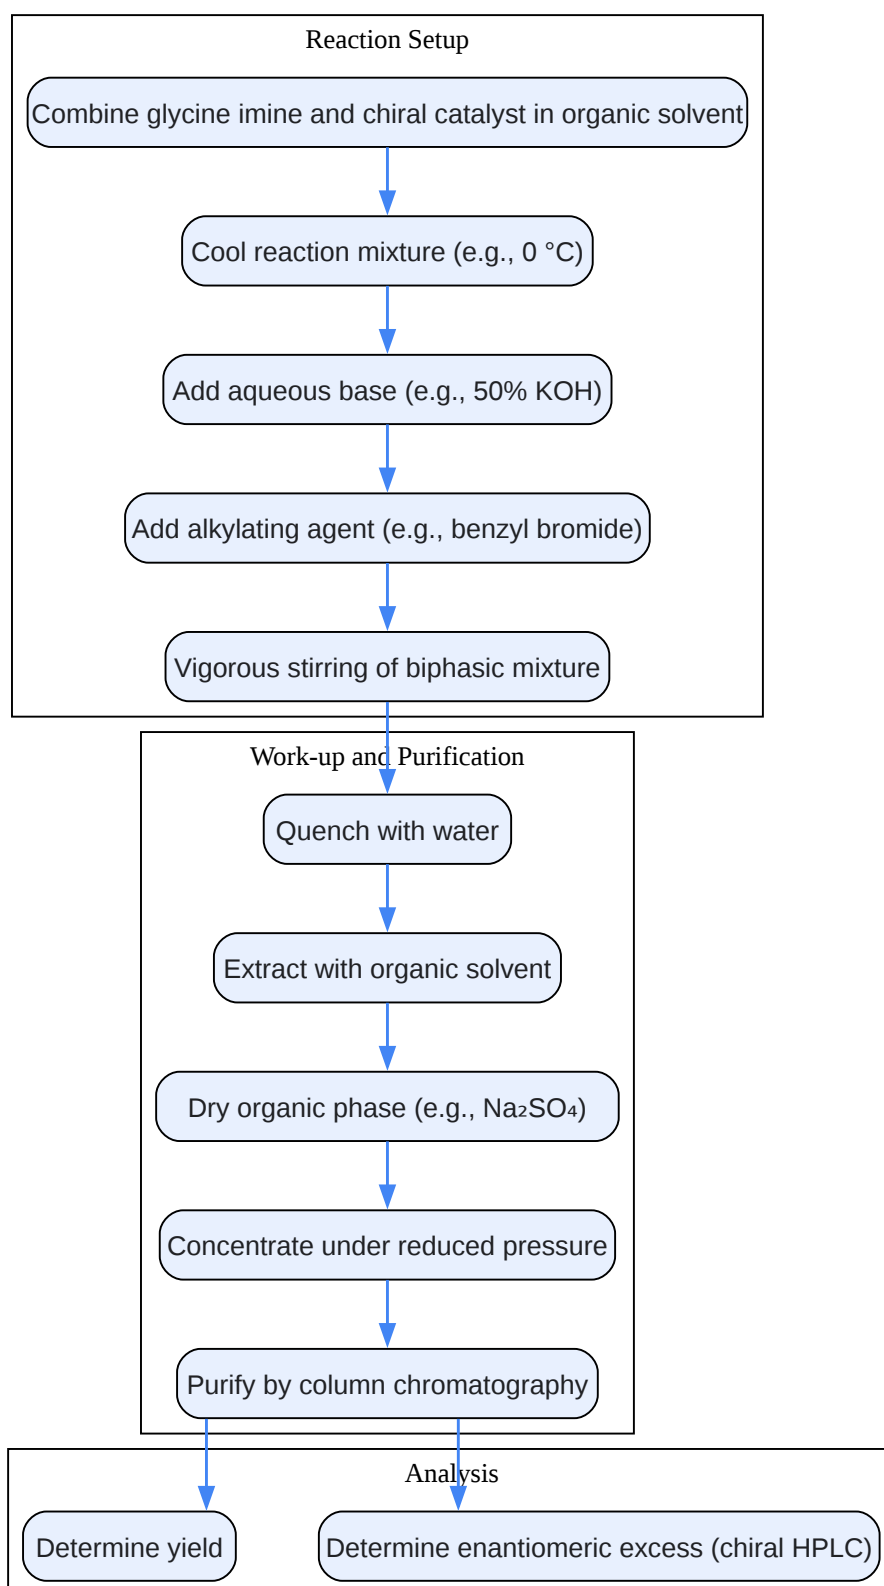 Reaction Setup
Combine glycine imine and chiral catalyst in organic solvent
Cool reaction mixture (e.g., 0 °C)
Add aqueous base (e.g., 50% KOH)
Add alkylating agent (e.g., benzyl bromide)
Vigorous stirring of biphasic mixture
Work-up and Purification
Quench with water
Extract with organic solvent
Dry organic phase (e.g., Na₂SO₄)
Concentrate under reduced pressure
Purify by column chromatography
Analysis
Determine yield
Determine enantiomeric excess (chiral HPLC)